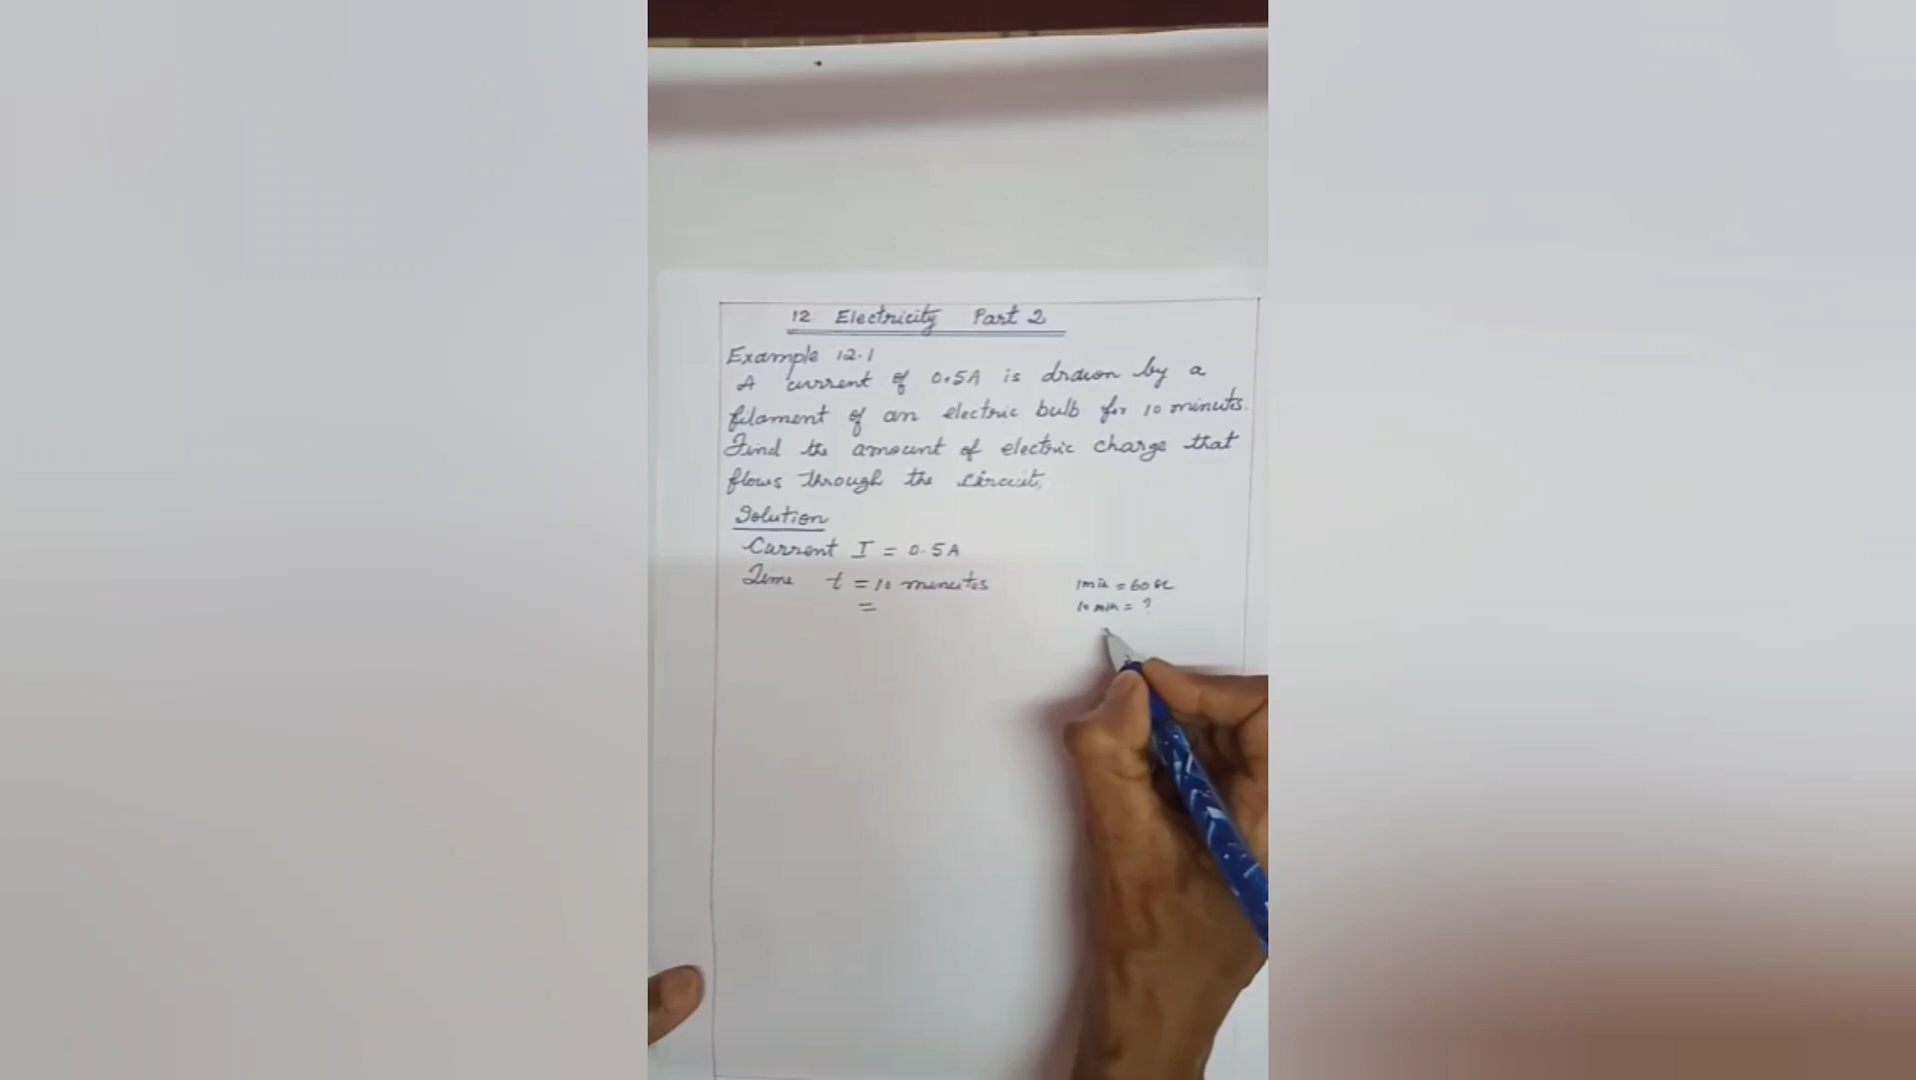 12 Electricity Part 2
Example 12.1
A current of 0.5A is drawn by a
filament of an electric bulb for 10 minutes.
Find the amount of electric charge that
flows through the circuit.
Solution
Current I = 0.5A
Time t = 10 minutes
=
1min = 60 sec
10 min = ?